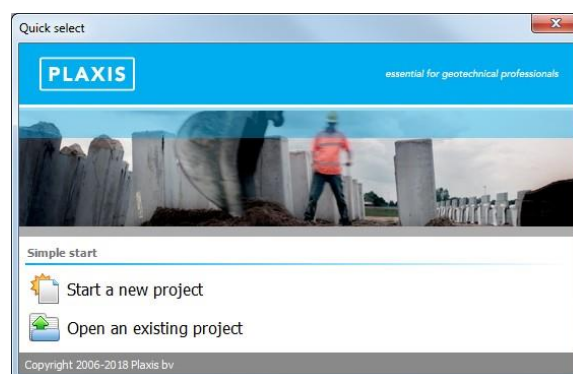 Quick select
PLAXIS
essential for geotechnical professionals
Simple start
Start a new project
Open an existing project
Copyright 2006-2018 Plaxis bv